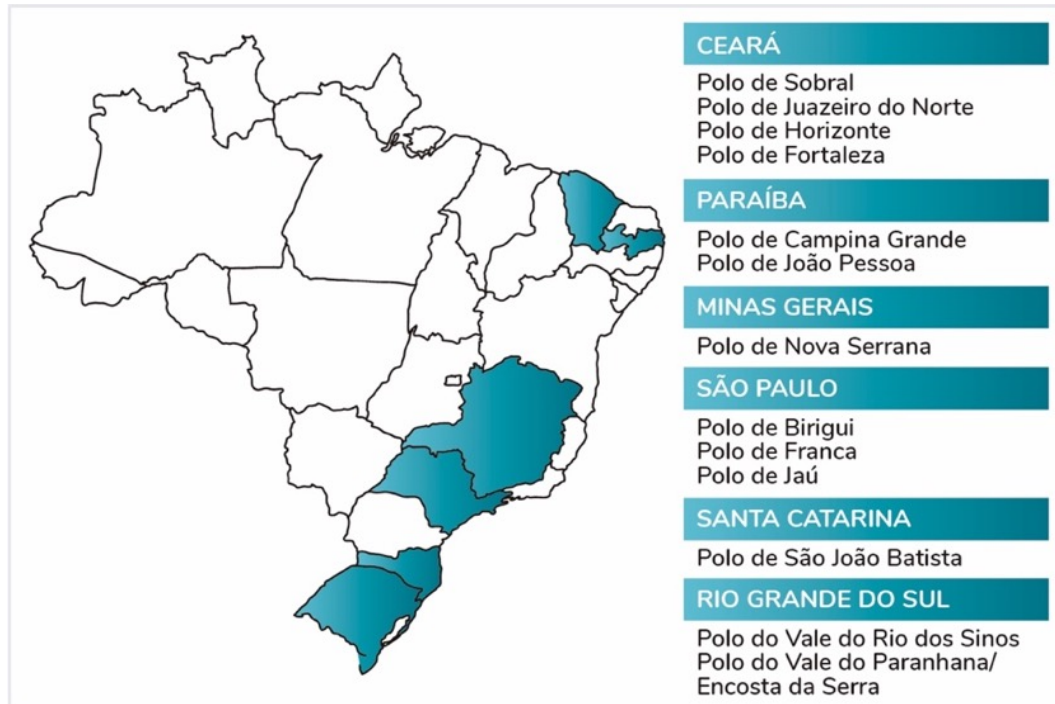 CEARÁ
Polo de Sobral
Polo de Juazeiro do Norte
Polo de Horizonte
Polo de Fortaleza
PARAÍBA
Polo de Campina Grande
Polo de João Pessoa
MINAS GERAIS
Polo de Nova Serrana
SÃO PAULO
Polo de Birigui
Polo de Franca
Polo de Jaú
SANTA CATARINA
Polo de São João Batista
RIO GRANDE DO SUL
Polo do Vale do Rio dos Sinos
Polo do Vale do Paranhana/
Encosta da Serra